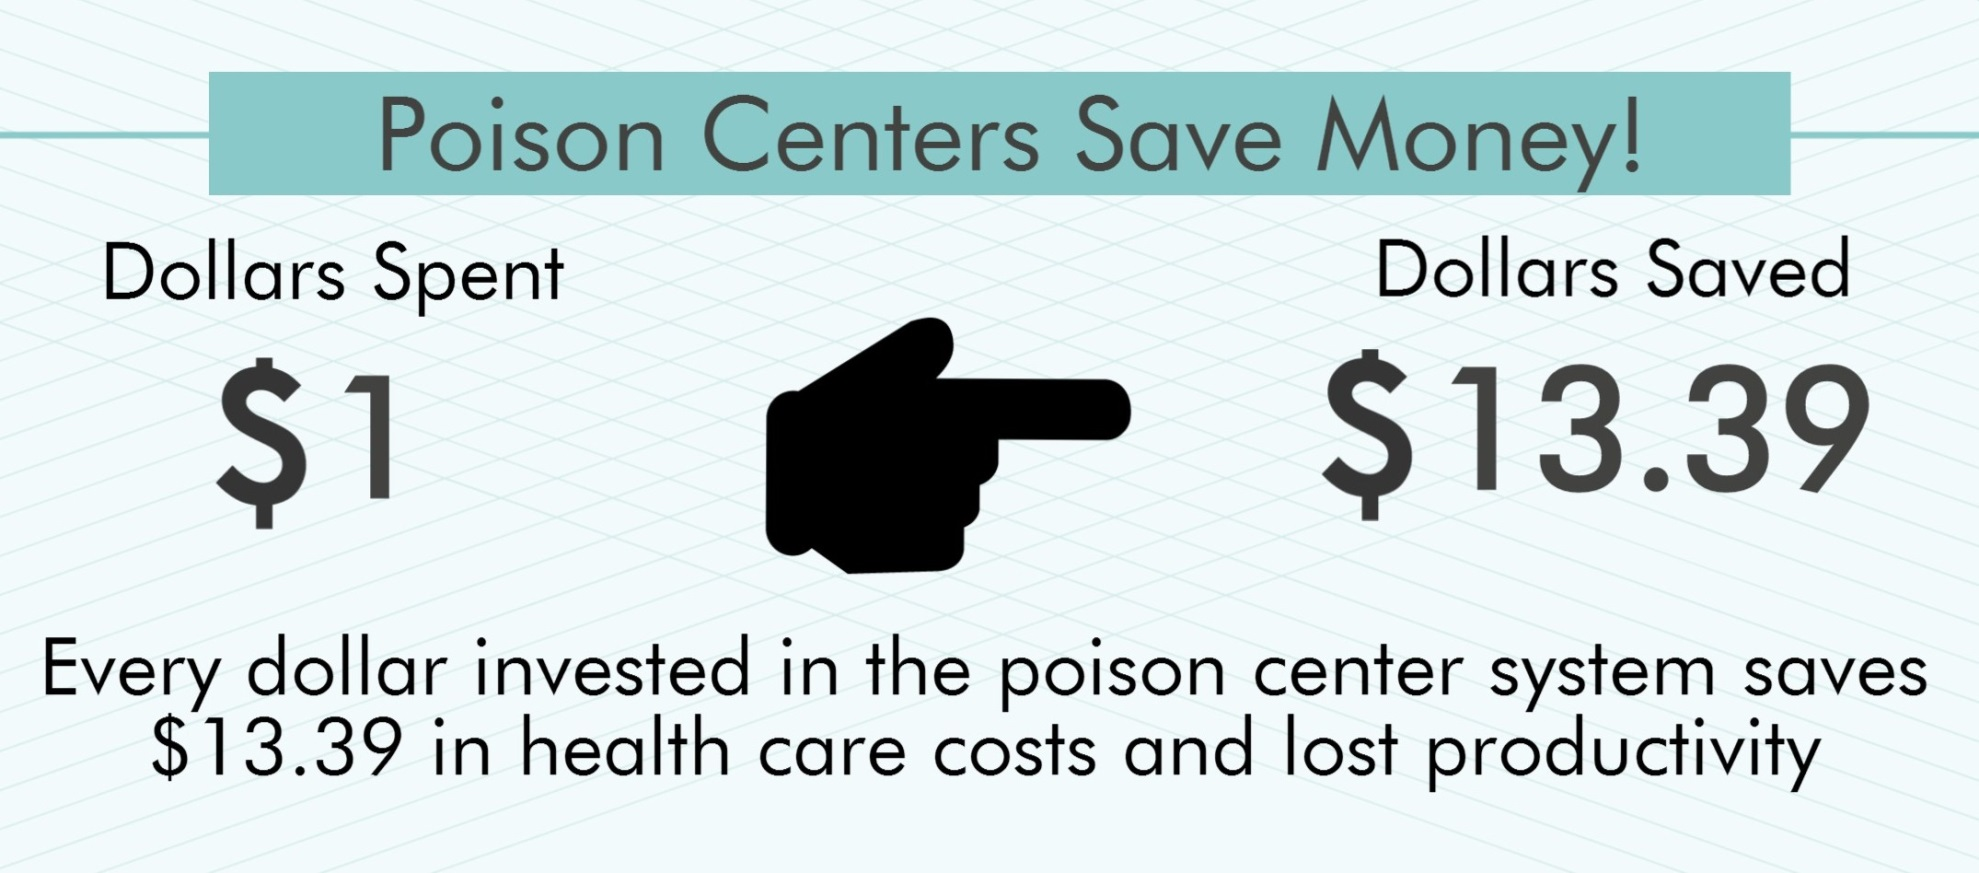 Poison Centers Save Money!
Dollars Spent
Dollars Saved
$1
$13.39
Every dollar invested in the poison center system saves
$13.39 in health care costs and lost productivity